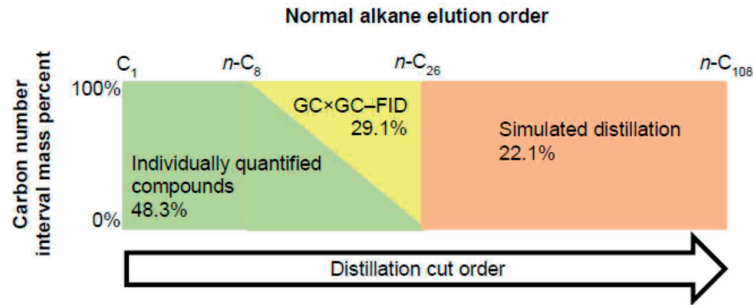 Normal alkane elution order
C₁ n-C₈ n-C₂₆ n-C₁₀₈
Carbon number
interval mass percent
100%
0%
GC×GC–FID
29.1%
Simulated distillation
22.1%
Individually quantified
compounds
48.3%
Distillation cut order